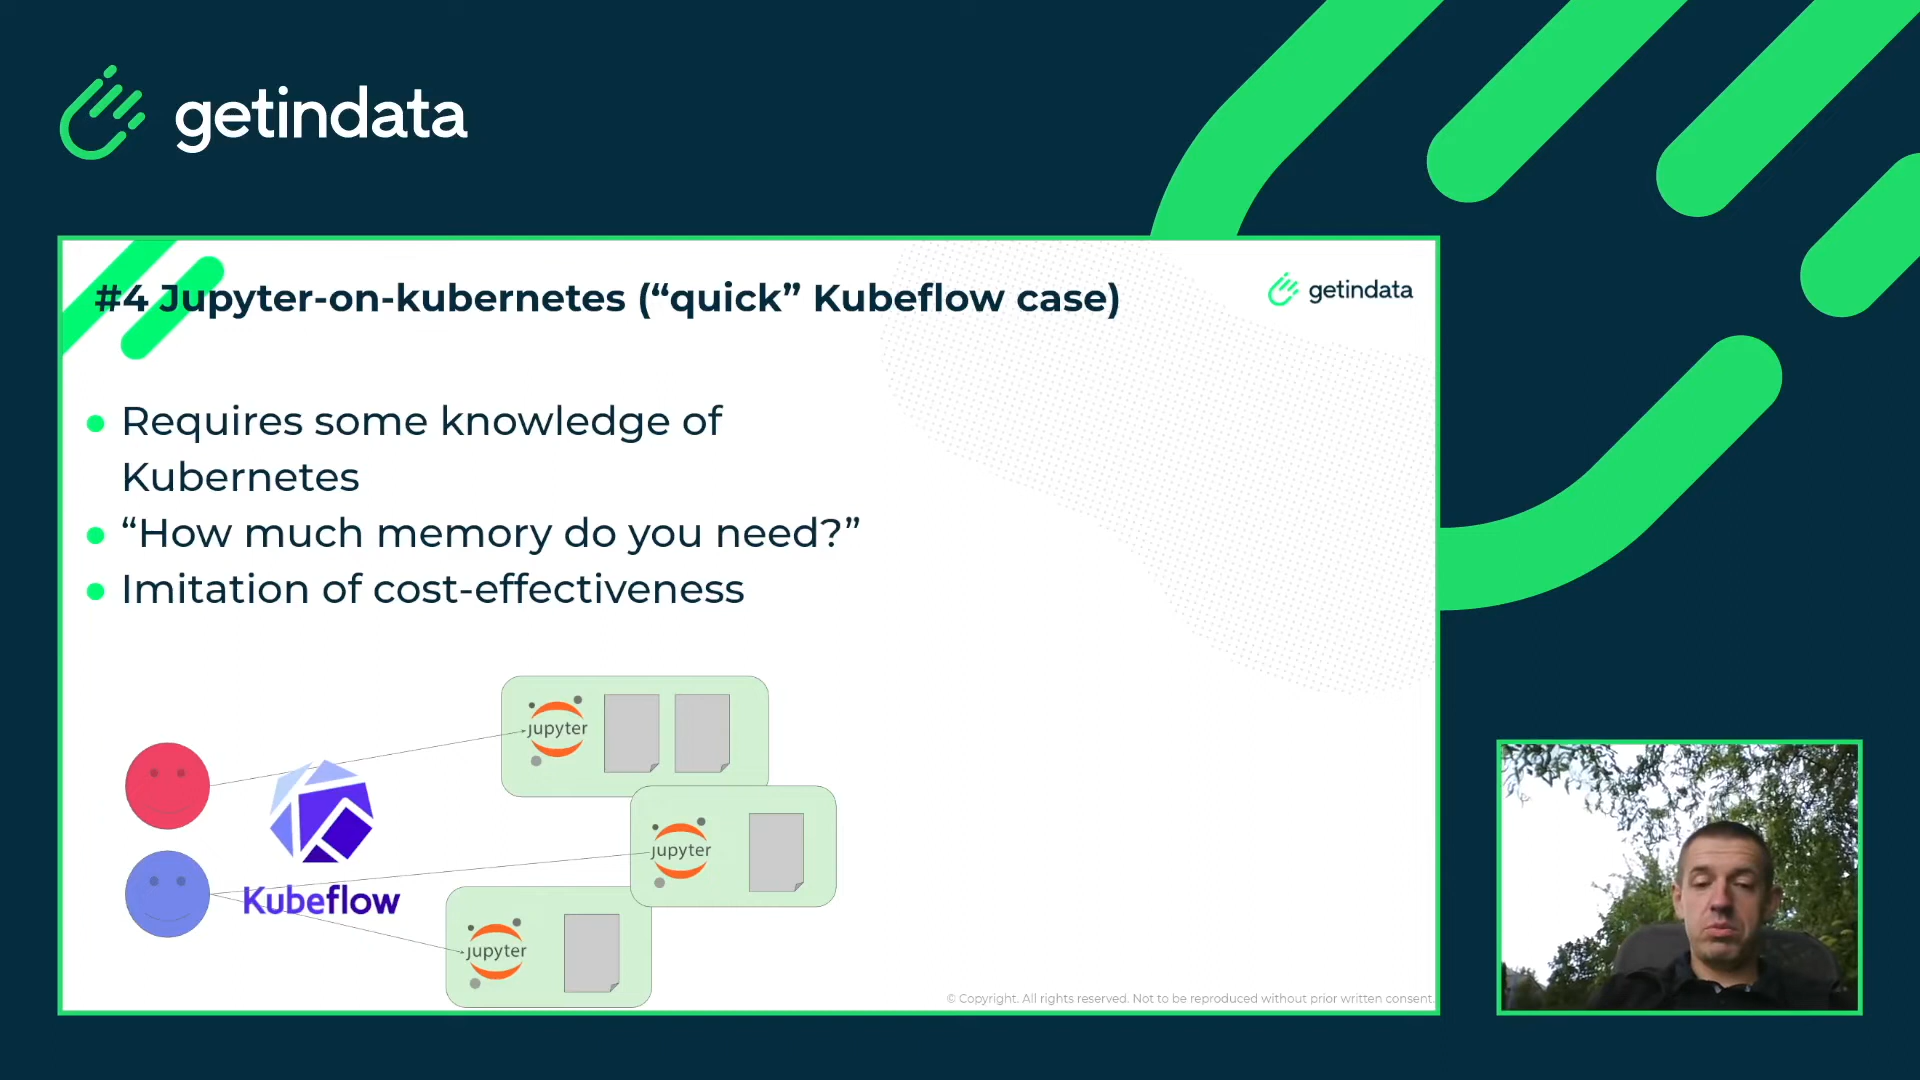 getindata
#4 Jupyter-on-kubernetes (“quick” Kubeflow case)
getindata
Requires some knowledge of
Kubernetes
“How much memory do you need?”
Imitation of cost-effectiveness
jupyter
jupyter
Kubeflow
jupyter
© Copyright. All rights reserved. Not to be reproduced without prior written consent.